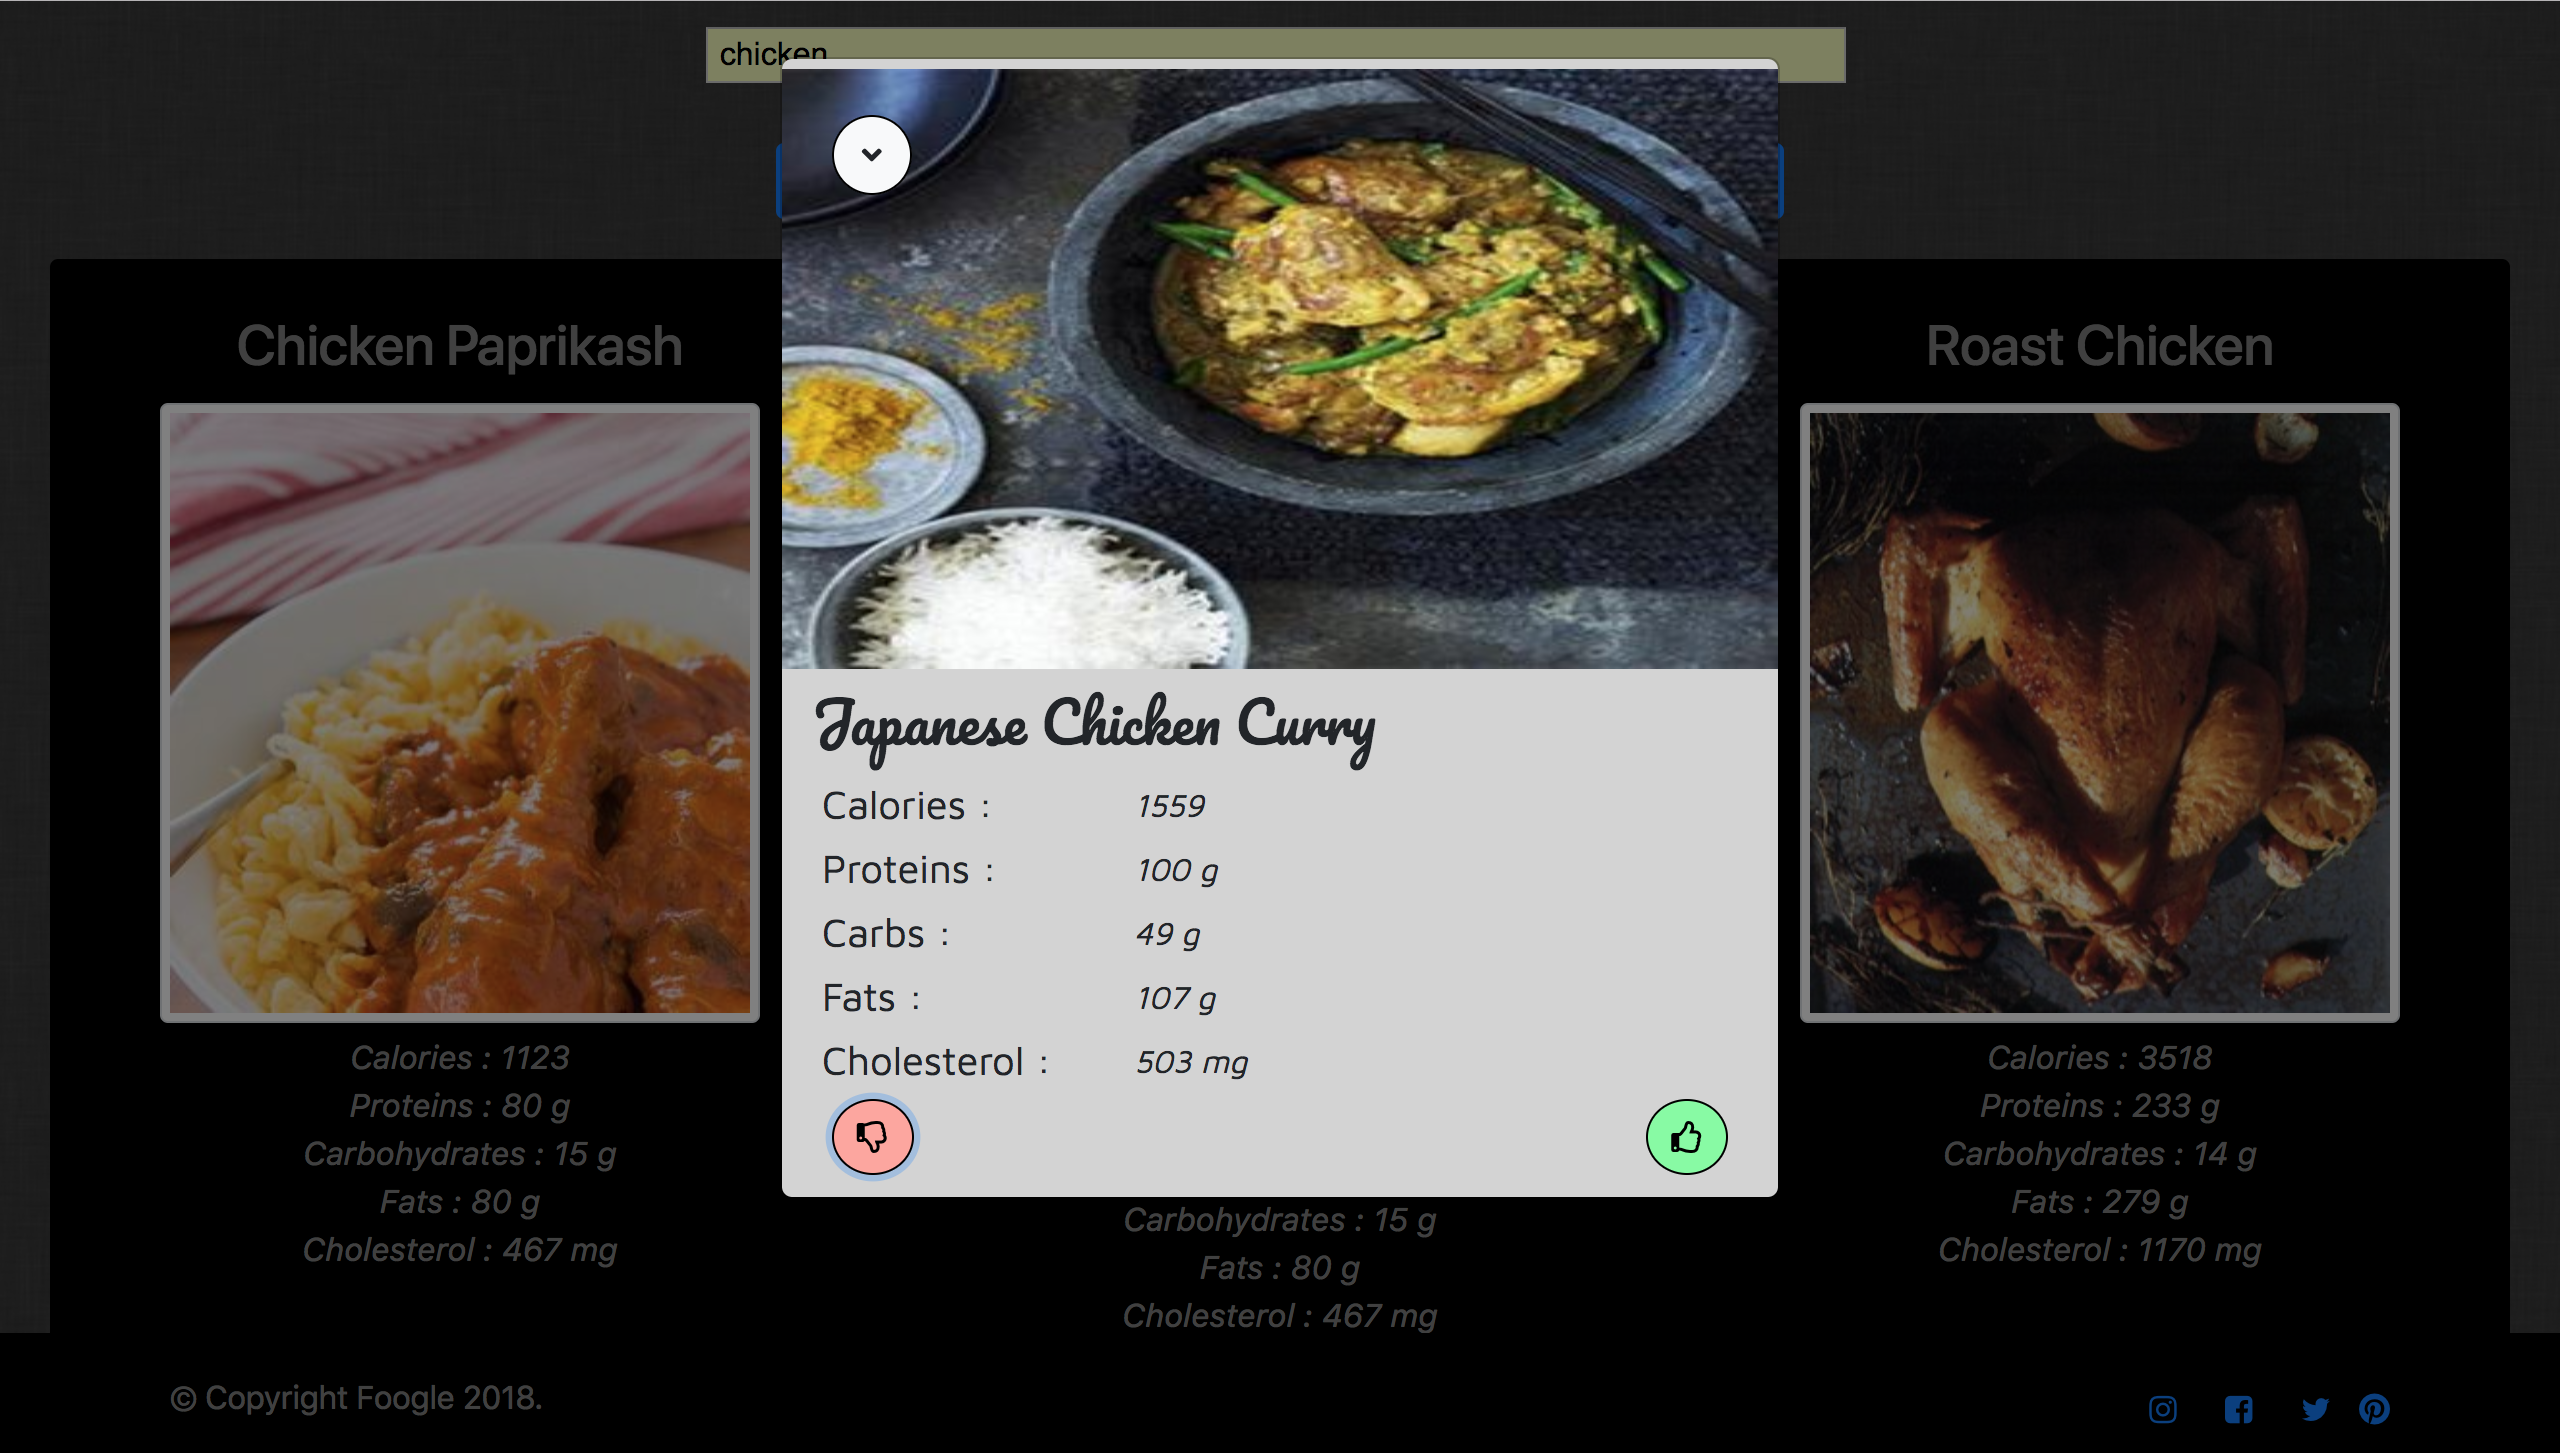 chicken
Chicken Paprikash
Calories : 1123
Proteins : 80 g
Carbohydrates : 15 g
Fats : 80 g
Cholesterol : 467 mg
Japanese Chicken Curry
Calories : 1559
Proteins : 100 g
Carbs : 49 g
Fats : 107 g
Cholesterol : 503 mg
Carbohydrates : 15 g
Fats : 80 g
Cholesterol : 467 mg
Roast Chicken
Calories : 3518
Proteins : 233 g
Carbohydrates : 14 g
Fats : 279 g
Cholesterol : 1170 mg
© Copyright Foogle 2018.